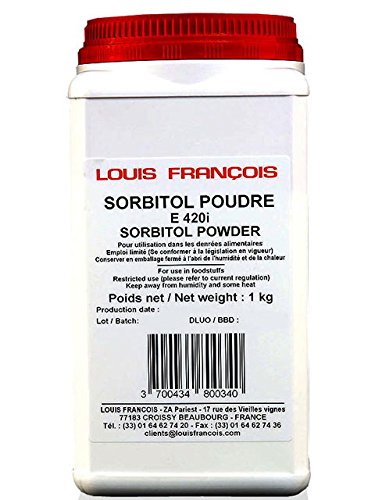 LOUIS FRANÇOIS
SORBITOL POUDRE
E 420i
SORBITOL POWDER
Pour utilisation dans les denrées alimentaires
Emploi limité (Se conformer à la législation en vigueur)
Conserver en emballage fermé à l'abri de l'humidité et de la chaleur
For use in foodstuffs
Restricted use (please refer to current regulation)
Keep away from humidity and some heat
Poids net / Net weight : 1 kg
Production date :
Lot / Batch: DLUO / BBD :
3 700434 800340
LOUIS FRANCOIS - ZA Pariest - 17 rue des Vieilles vignes
77183 CROISSY BEAUBOURG - FRANCE
Tél. : (33) 01 64 62 74 20 - Fax : (33) 01 64 62 74 36
clients@louisfrancois.com